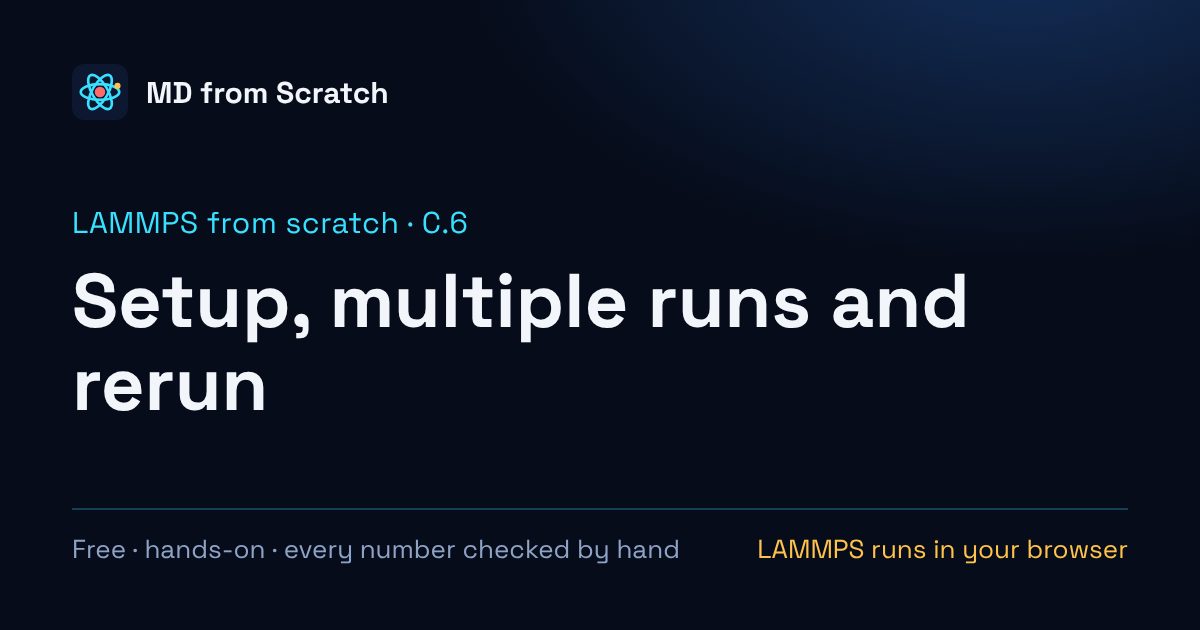 MD from Scratch
LAMMPS from scratch · C.6
Setup, multiple runs and
rerun
Free · hands-on · every number checked by hand
LAMMPS runs in your browser